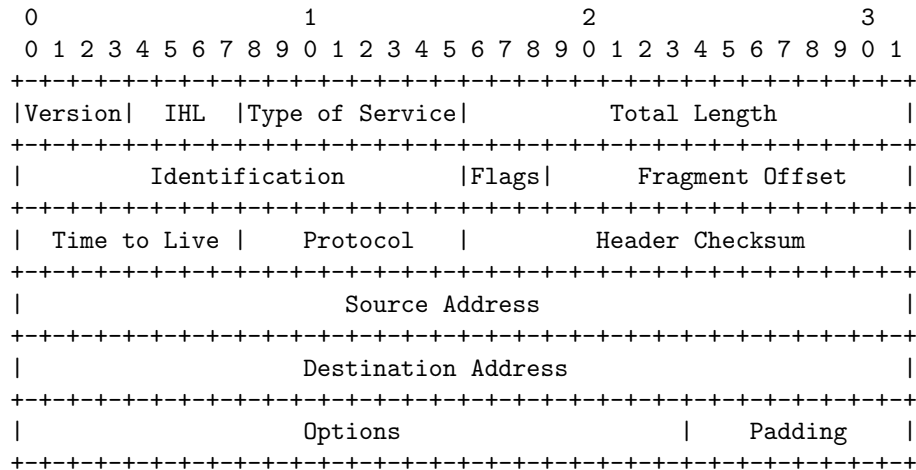 0                   1                   2                   3
 0 1 2 3 4 5 6 7 8 9 0 1 2 3 4 5 6 7 8 9 0 1 2 3 4 5 6 7 8 9 0 1
+-+-+-+-+-+-+-+-+-+-+-+-+-+-+-+-+-+-+-+-+-+-+-+-+-+-+-+-+-+-+-+-+
|Version|  IHL  |Type of Service|          Total Length         |
+-+-+-+-+-+-+-+-+-+-+-+-+-+-+-+-+-+-+-+-+-+-+-+-+-+-+-+-+-+-+-+-+
|         Identification        |Flags|      Fragment Offset    |
+-+-+-+-+-+-+-+-+-+-+-+-+-+-+-+-+-+-+-+-+-+-+-+-+-+-+-+-+-+-+-+-+
|  Time to Live |    Protocol   |         Header Checksum       |
+-+-+-+-+-+-+-+-+-+-+-+-+-+-+-+-+-+-+-+-+-+-+-+-+-+-+-+-+-+-+-+-+
|                       Source Address                          |
+-+-+-+-+-+-+-+-+-+-+-+-+-+-+-+-+-+-+-+-+-+-+-+-+-+-+-+-+-+-+-+-+
|                    Destination Address                        |
+-+-+-+-+-+-+-+-+-+-+-+-+-+-+-+-+-+-+-+-+-+-+-+-+-+-+-+-+-+-+-+-+
|                    Options                    |    Padding    |
+-+-+-+-+-+-+-+-+-+-+-+-+-+-+-+-+-+-+-+-+-+-+-+-+-+-+-+-+-+-+-+-+